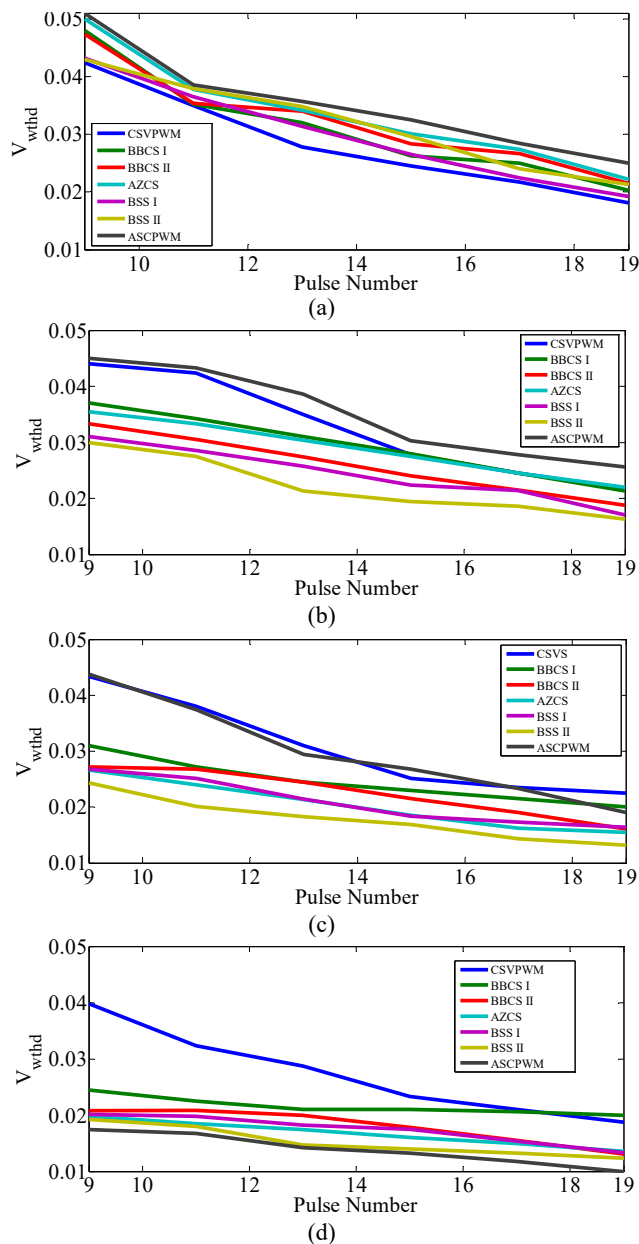 0.05
0.04
0.03
0.02
0.01
V_wthd
CSVPWM
BBCS I
BBCS II
AZCS
BSS I
BSS II
ASCPWM
10 12 14 16 18 19
Pulse Number
(a)
0.05
0.04
0.03
0.02
0.01
V_wthd
CSVPWM
BBCS I
BBCS II
AZCS
BSS I
BSS II
ASCPWM
9 10 12 14 16 18 19
Pulse Number
(b)
0.05
0.04
0.03
0.02
0.01
V_wthd
CSVS
BBCS I
BBCS II
AZCS
BSS I
BSS II
ASCPWM
9 10 12 14 16 18 19
Pulse Number
(c)
0.05
0.04
0.03
0.02
0.01
V_wthd
CSVPWM
BBCS I
BBCS II
AZCS
BSS I
BSS II
ASCPWM
9 10 12 14 16 18 19
Pulse Number
(d)